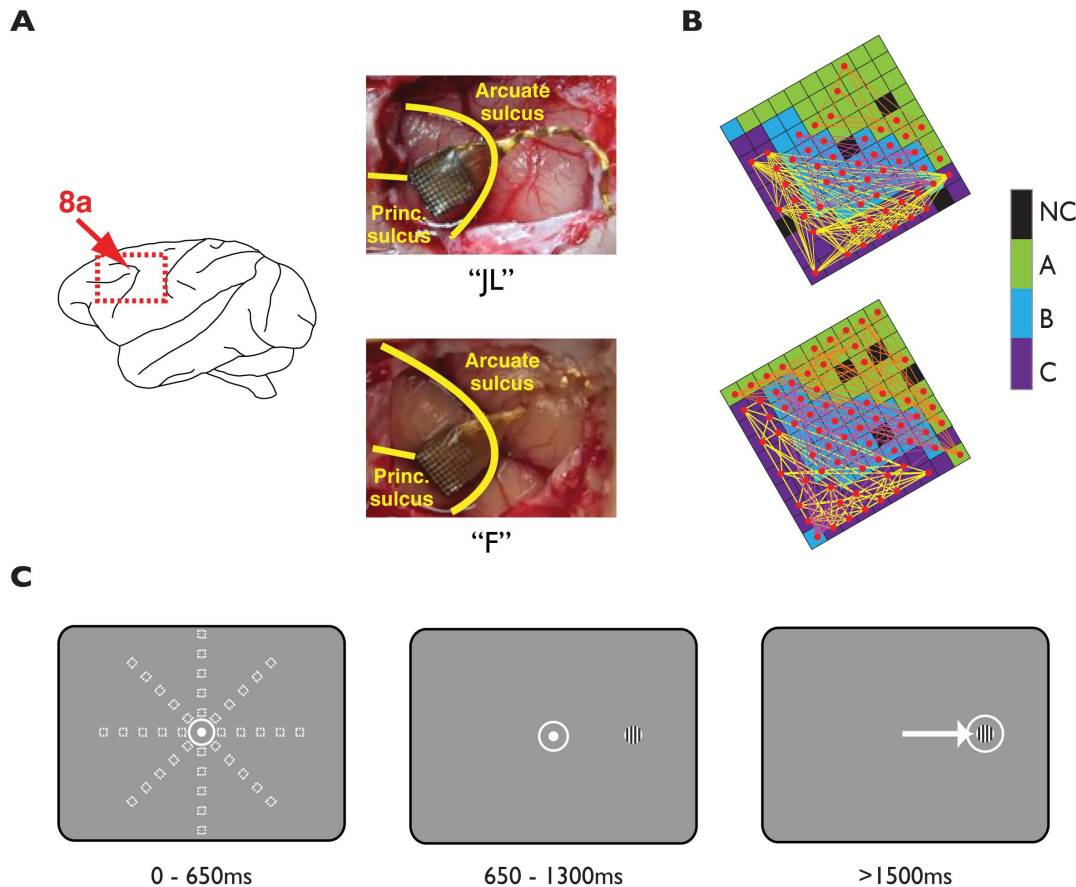 A
B
8a
Arcuate
sulcus
Princ.
sulcus
“JL”
Arcuate
sulcus
Princ.
sulcus
“F”
NC
A
B
C
C
0 - 650ms
650 - 1300ms
>1500ms